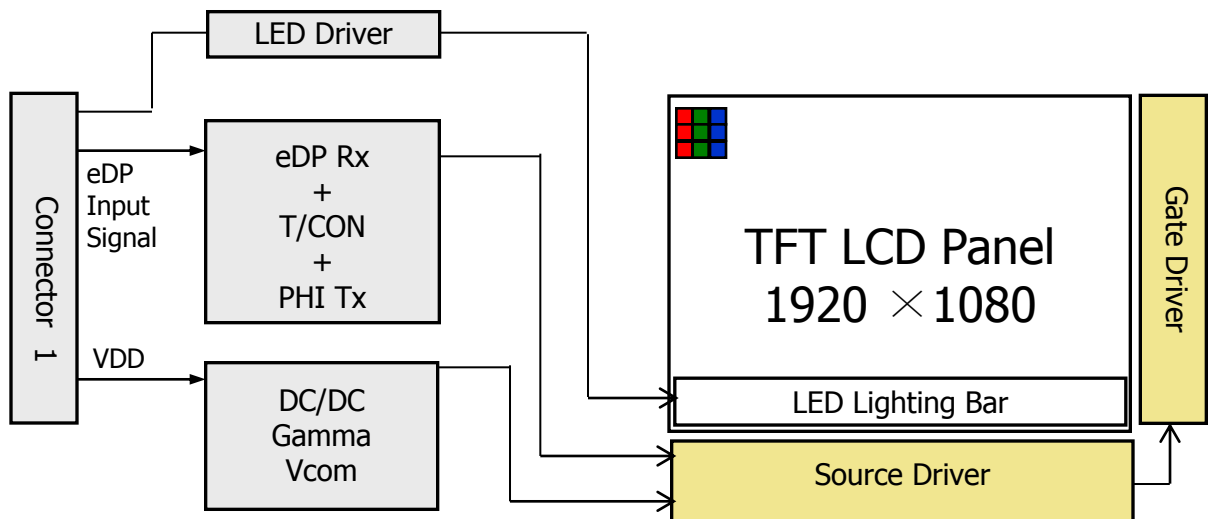 LED Driver
Connector 1
eDP
Input
Signal
eDP Rx
+
T/CON
+
PHI Tx
VDD
DC/DC
Gamma
Vcom
TFT LCD Panel
1920 × 1080
LED Lighting Bar
Source Driver
Gate Driver